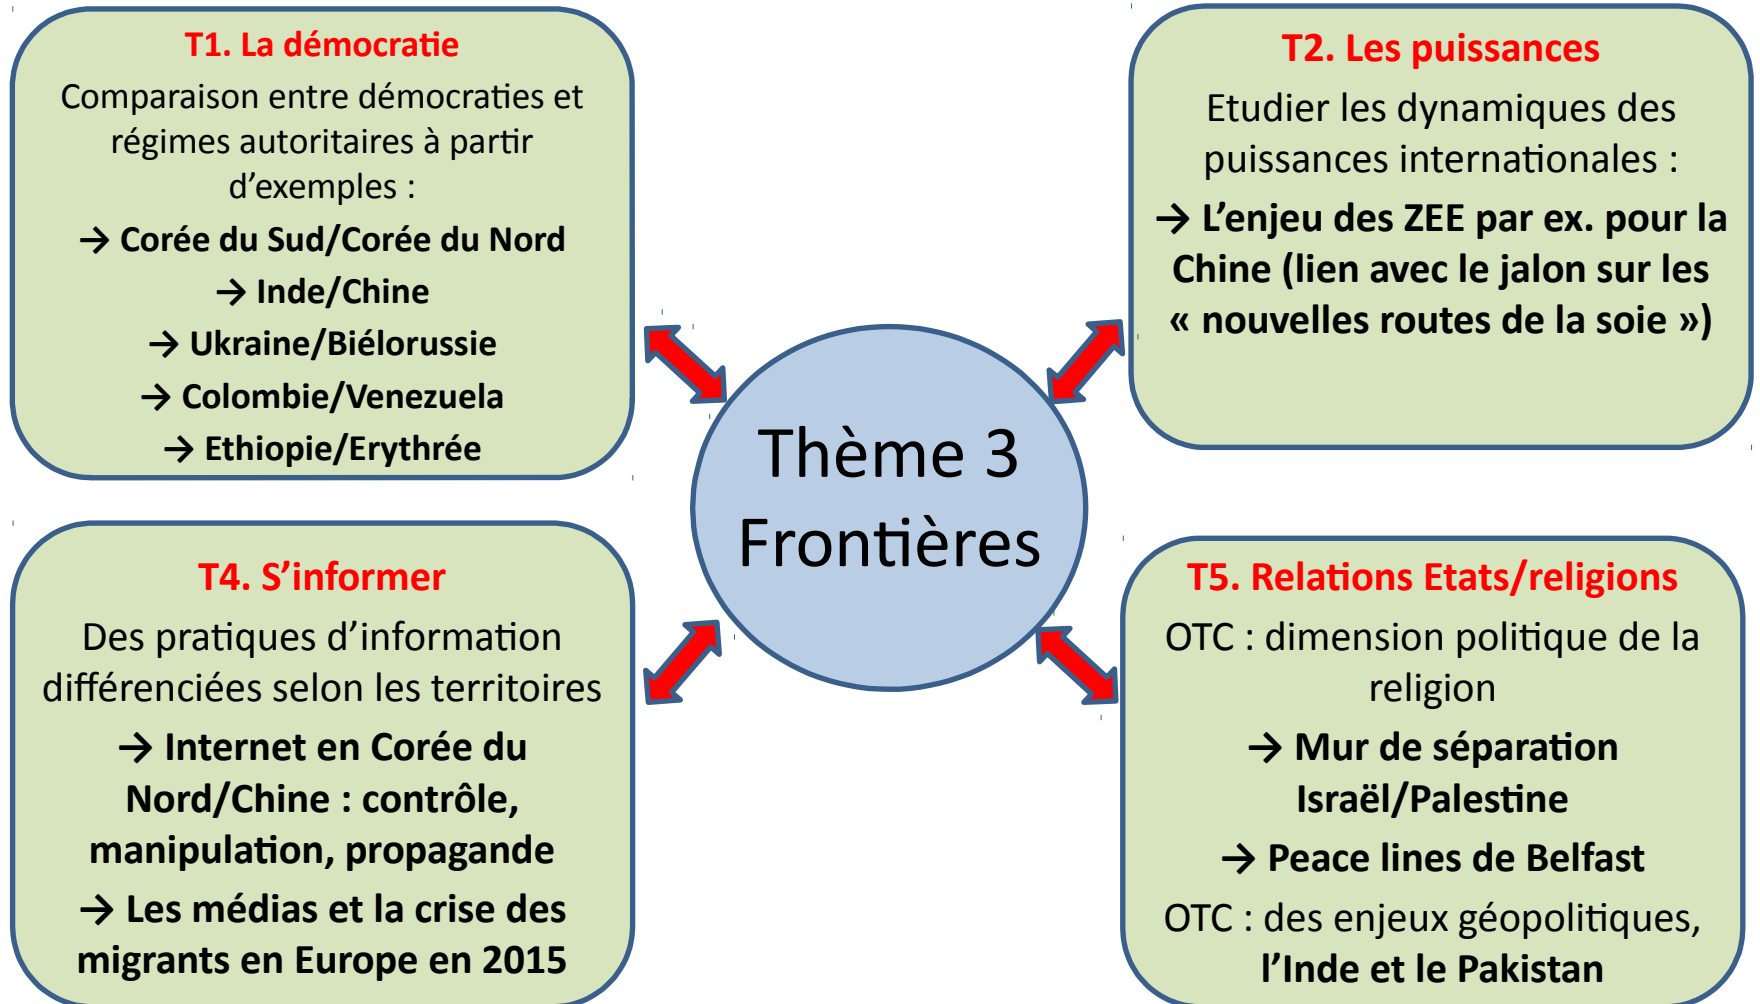 T1. La démocratie
Comparaison entre démocraties et
régimes autoritaires à partir
d’exemples :
→ Corée du Sud/Corée du Nord
→ Inde/Chine
→ Ukraine/Biélorussie
→ Colombie/Venezuela
→ Ethiopie/Erythrée
T2. Les puissances
Etudier les dynamiques des
puissances internationales :
→ L’enjeu des ZEE par ex. pour la
Chine (lien avec le jalon sur les
« nouvelles routes de la soie »)
Thème 3
Frontières
T4. S’informer
Des pratiques d’information
différenciées selon les territoires
→ Internet en Corée du
Nord/Chine : contrôle,
manipulation, propagande
→ Les médias et la crise des
migrants en Europe en 2015
T5. Relations Etats/religions
OTC : dimension politique de la
religion
→ Mur de séparation
Israël/Palestine
→ Peace lines de Belfast
OTC : des enjeux géopolitiques,
l’Inde et le Pakistan